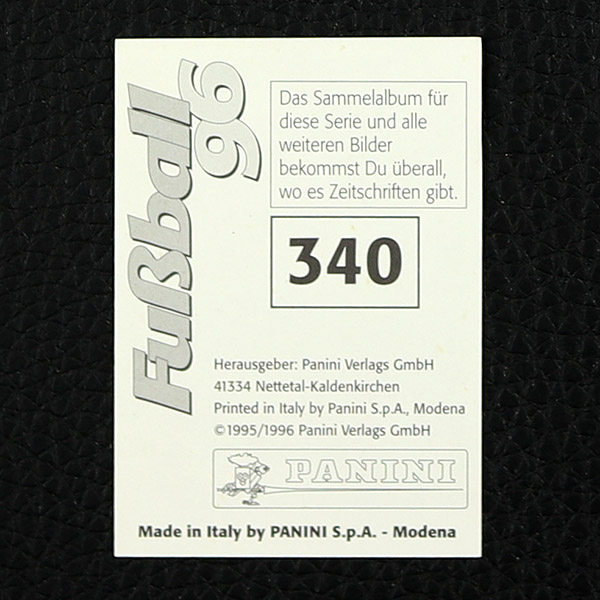 Fußball
96
Das Sammelalbum für
diese Serie und alle
weiteren Bilder
bekommst Du überall,
wo es Zeitschriften gibt.
340
Herausgeber: Panini Verlags GmbH
41334 Nettetal-Kaldenkirchen
Printed in Italy by Panini S.p.A., Modena
©1995/1996 Panini Verlags GmbH
PANINI
Made in Italy by PANINI S.p.A. - Modena